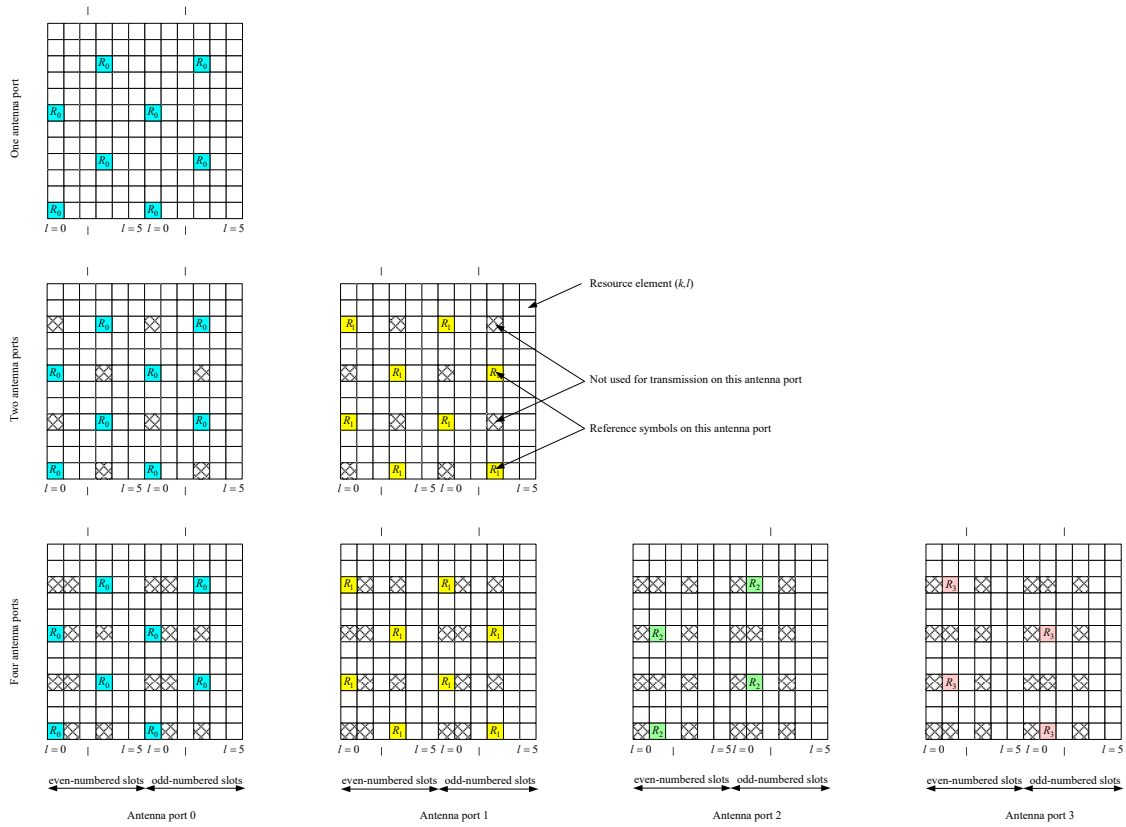 One antenna port
R0 R0
R0 R0
R0 R0
R0 R0
l = 0 l = 5 l = 0 l = 5
Two antenna ports
R0 R0
R0 R0
R0 R0
R0 R0
l = 0 l = 5 l = 0 l = 5
R1 R1
R1 R1
R1 R1
R1 R1
l = 0 l = 5 l = 0 l = 5
Resource element (k,l)
Not used for transmission on this antenna port
Reference symbols on this antenna port
Four antenna ports
R0 R0
R0 R0
R0 R0
R0 R0
l = 0 l = 5 l = 0 l = 5
even-numbered slots odd-numbered slots
Antenna port 0
R1 R1
R1 R1
R1 R1
R1 R1
l = 0 l = 5 l = 0 l = 5
even-numbered slots odd-numbered slots
Antenna port 1
R2
R2
R2
R2
l = 0 l = 5 l = 0 l = 5
even-numbered slots odd-numbered slots
Antenna port 2
R3
R3
R3
R3
l = 0 l = 5 l = 0 l = 5
even-numbered slots odd-numbered slots
Antenna port 3